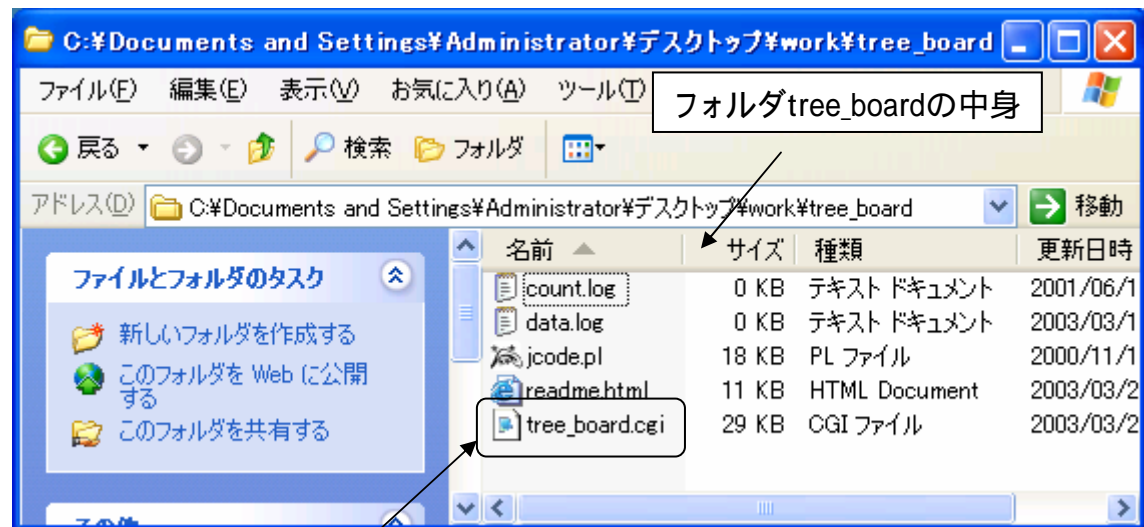 C:¥Documents and Settings¥Administrator¥デスクトップ¥work¥tree_board
ファイル(F) 編集(E) 表示(V) お気に入り(A) ツール(T)
フォルダtree_boardの中身
戻る 検索 フォルダ
アドレス(D) C:¥Documents and Settings¥Administrator¥デスクトップ¥work¥tree_board 移動
名前 サイズ 種類 更新日時
ファイルとフォルダのタスク
count.log 0 KB テキスト ドキュメント 2001/06/1
data.log 0 KB テキスト ドキュメント 2003/03/1
新しいフォルダを作成する
jcode.pl 18 KB PL ファイル 2000/11/1
このフォルダを Web に公開
する
readme.html 11 KB HTML Document 2003/03/2
このフォルダを共有する
tree_board.cgi 29 KB CGI ファイル 2003/03/2